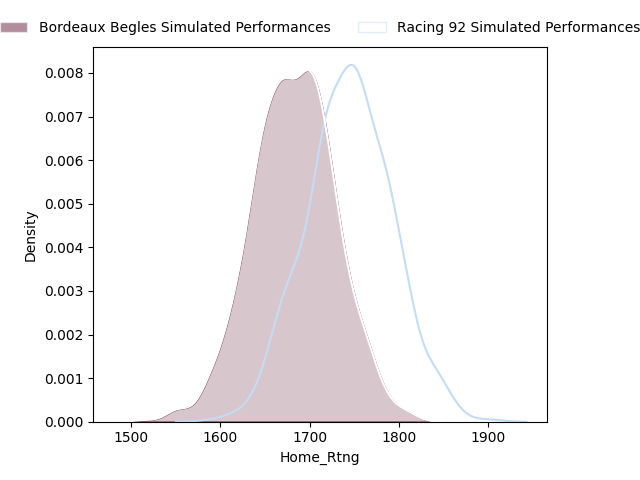 Bordeaux Begles Simulated Performances
Racing 92 Simulated Performances
0.008
0.007
0.006
0.005
0.004
0.003
0.002
0.001
0.000
Density
1500 1600 1700 1800 1900
Home_Rtng